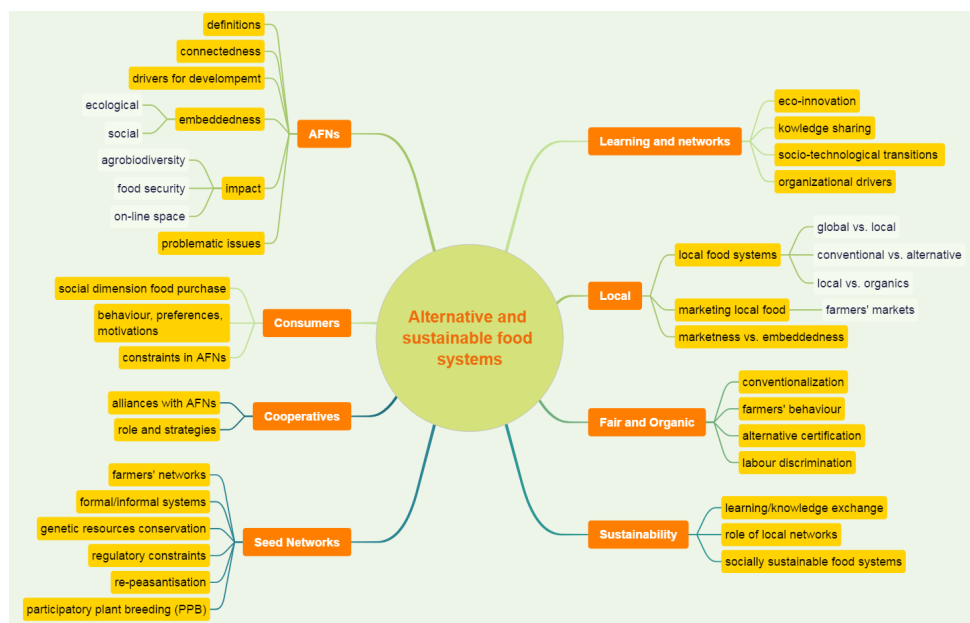 Alternative and
sustainable food
systems
AFNs
definitions
connectedness
drivers for developmemt
embeddedness
ecological
social
impact
agrobiodiversity
food security
on-line space
problematic issues
Consumers
social dimension food purchase
behaviour, preferences,
motivations
constraints in AFNs
Cooperatives
alliances with AFNs
role and strategies
Seed Networks
farmers' networks
formal/informal systems
genetic resources conservation
regulatory constraints
re-peasantisation
participatory plant breeding (PPB)
Learning and networks
eco-innovation
kowledge sharing
socio-technological transitions
organizational drivers
Local
local food systems
global vs. local
conventional vs. alternative
local vs. organics
marketing local food
farmers' markets
marketness vs. embeddedness
Fair and Organic
conventionalization
farmers' behaviour
alternative certification
labour discrimination
Sustainability
learning/knowledge exchange
role of local networks
socially sustainable food systems